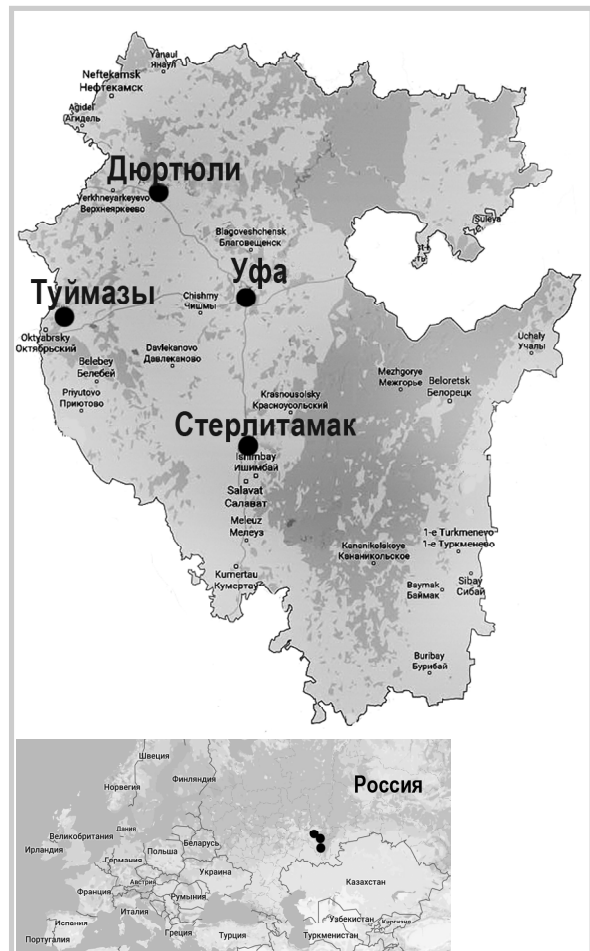 Yanaul
Янаул
Neftekamsk
Нефтекамск
Agidel
Агидель
Дюртюли
Verkhneyarkeyevo
Верхнеяркеево
Blagoveshchensk
Благовещенск
Suleya
Уфа
Туймазы
Chishmy
Чишмы
Oktyabrsky
Октябрьский
Davlekanovo
Давлеканово
Uchaly
Учалы
Belebey
Белебей
Mezhgorye
Межгорье
Beloretsk
Белорецк
Priyutovo
Приютово
Krasnousolsky
Красноусольский
Стерлитамак
Ishimbay
Ишимбай
Salavat
Салават
Meleuz
Мелеуз
1-e Turkmenevo
1-е Туркменево
Kananikolskoye
Кананикольское
Kumertau
Кумертау
Baymak
Баймак
Sibay
Сибай
Buribay
Бурибай
Швеция
Финляндия
Россия
Норвегия
Дания
Великобритания
Ирландия
Беларусь
Польша
Германия
Украина
Казахстан
Австрия
Франция
Румыния
Италия
Узбекистан
Испания
Греция
Турция
Туркменистан
Португалия